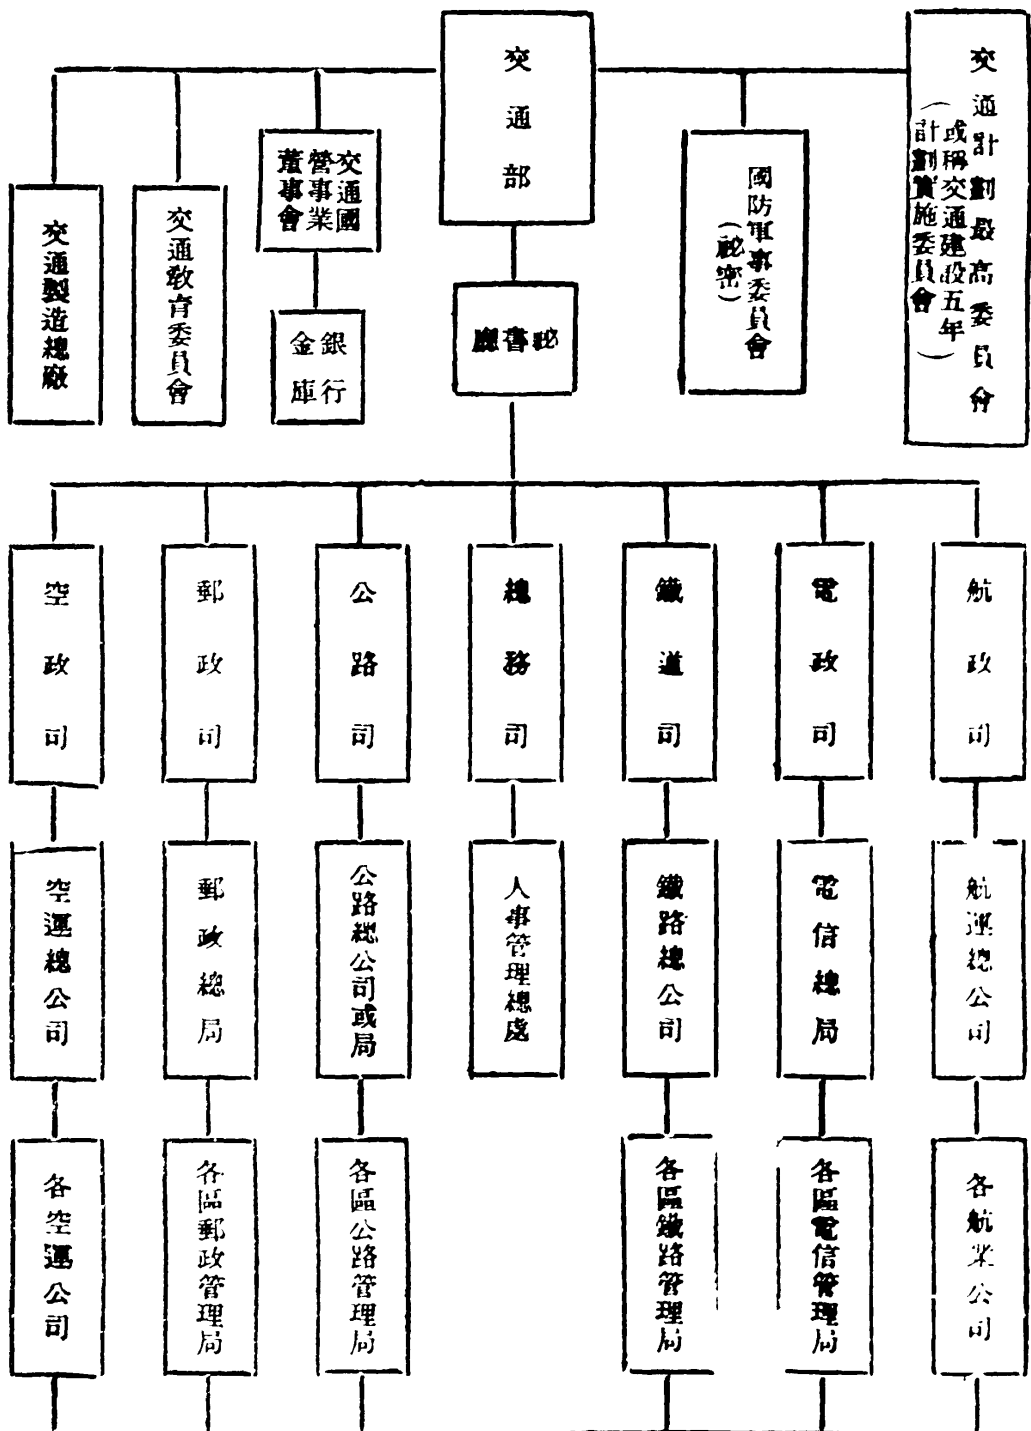 交通部
交通計劃最高委員會
(或稱交通建設五年
計劃實施委員會)
國防軍事委員會
(祕密)
祕書廳
交通國
營事業
董事會
銀行
金庫
交通教育委員會
交通製造總廠
航政司
電政司
鐵道司
總務司
公路司
郵政司
空政司
航運總公司
電信總局
鐵路總公司
人事管理總處
公路總公司或局
郵政總局
空運總公司
各航業公司
各區電信管理局
各區鐵路管理局
各區公路管理局
各區郵政管理局
各空運公司